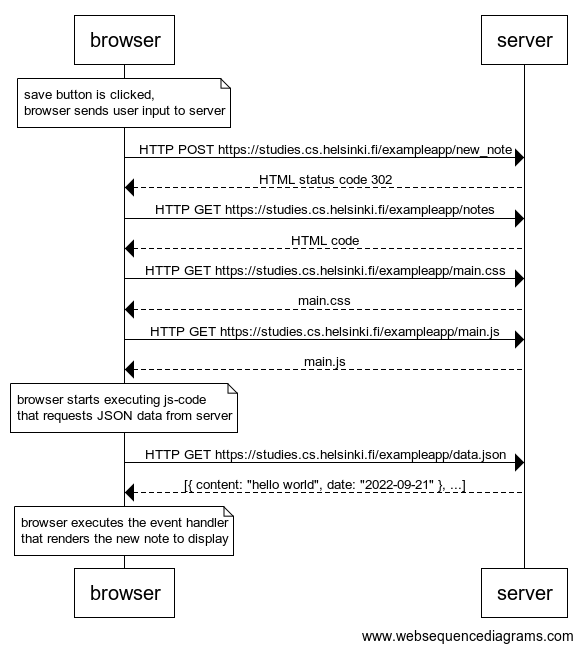 browser
server
save button is clicked,
browser sends user input to server
HTTP POST https://studies.cs.helsinki.fi/exampleapp/new_note
HTML status code 302
HTTP GET https://studies.cs.helsinki.fi/exampleapp/notes
HTML code
HTTP GET https://studies.cs.helsinki.fi/exampleapp/main.css
main.css
HTTP GET https://studies.cs.helsinki.fi/exampleapp/main.js
main.js
browser starts executing js-code
that requests JSON data from server
HTTP GET https://studies.cs.helsinki.fi/exampleapp/data.json
[{ content: "hello world", date: "2022-09-21" }, ...]
browser executes the event handler
that renders the new note to display
browser
server
www.websequencediagrams.com